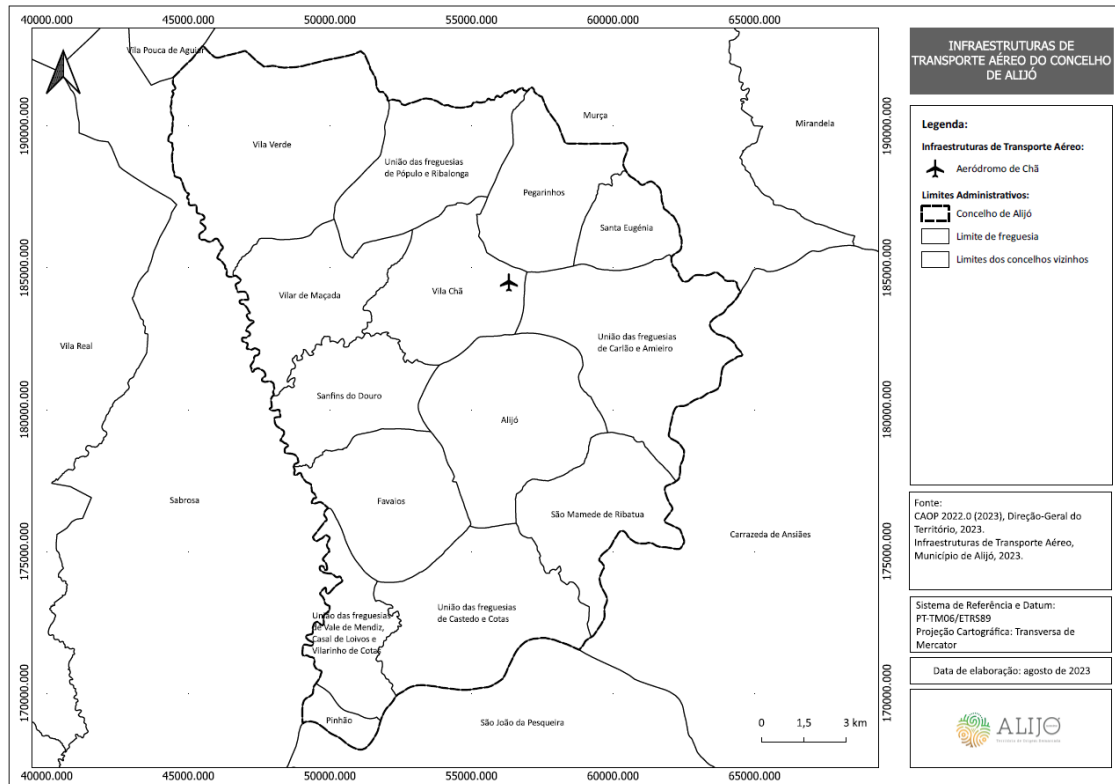 40000.000 45000.000 50000.000 55000.000 60000.000 65000.000
INFRAESTRUTURAS DE
TRANSPORTE AÉREO DO CONCELHO
DE ALIJÓ
Legenda:
Infraestruturas de Transporte Aéreo:
Aeródromo de Chã
Limites Administrativos:
Concelho de Alijó
Limite de freguesia
Limites dos concelhos vizinhos
Fonte:
CAOP 2022.0 (2023), Direção-Geral do
Território, 2023.
Infraestruturas de Transporte Aéreo,
Município de Alijó, 2023.
Sistema de Referência e Datum:
PT-TM06/ETRS89
Projeção Cartográfica: Transversa de
Mercator
Data de elaboração: agosto de 2023
ALIJÓ
Vila Pouca de Aguiar
Murça
Mirandela
Vila Verde
União das freguesias
de Pópulo e Ribalonga
Pegarinhos
Santa Eugénia
Vilar de Maçada
Vila Chã
União das freguesias
de Carlão e Amieiro
Vila Real
Sanfins do Douro
Alijó
Sabrosa
Favaios
São Mamede de Ribatua
Carrazeda de Ansiães
União das freguesias
de Vale de Mendiz,
Casal de Loivos e
Vilarinho de Cotas
União das freguesias
de Castedo e Cotas
Pinhão
São João da Pesqueira
0 1,5 3 km
190000.000
185000.000
180000.000
175000.000
170000.000
190000.000
185000.000
180000.000
175000.000
170000.000
40000.000 45000.000 50000.000 55000.000 60000.000 65000.000